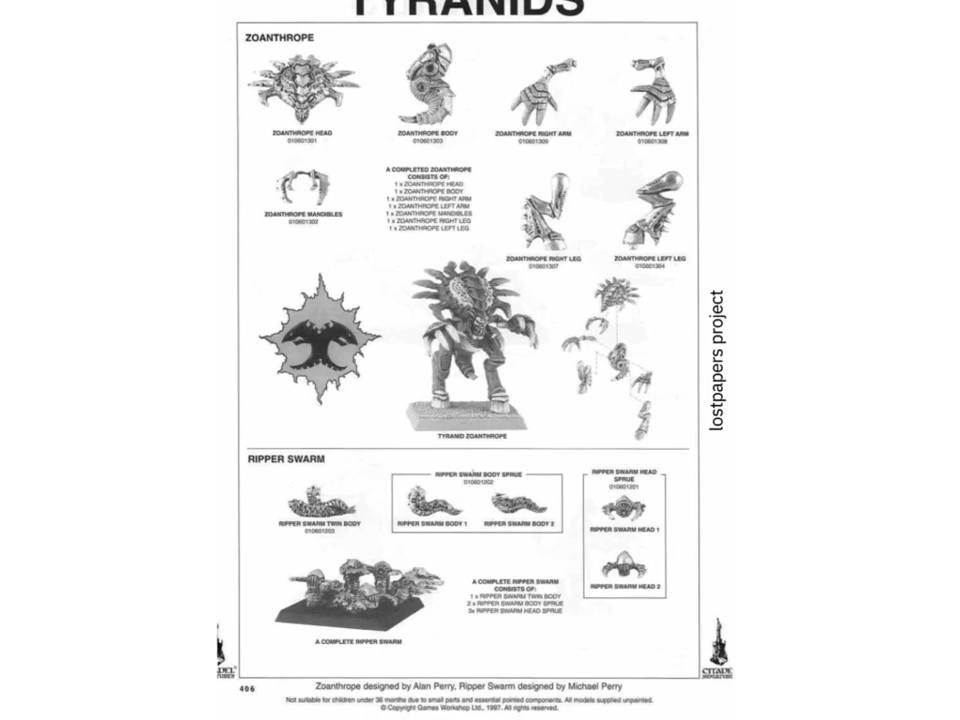 TYRANIDS
ZOANTHROPE
ZOANTHROPE HEAD
010601301
ZOANTHROPE BODY
010601303
ZOANTHROPE RIGHT ARM
010601309
ZOANTHROPE LEFT ARM
010601308
ZOANTHROPE MANDIBLES
010601302
A COMPLETED ZOANTHROPE
CONSISTS OF:
1 x ZOANTHROPE HEAD
1 x ZOANTHROPE BODY
1 x ZOANTHROPE RIGHT ARM
1 x ZOANTHROPE LEFT ARM
1 x ZOANTHROPE MANDIBLES
1 x ZOANTHROPE RIGHT LEG
1 x ZOANTHROPE LEFT LEG
ZOANTHROPE RIGHT LEG
010601307
ZOANTHROPE LEFT LEG
010601304
TYRANID ZOANTHROPE
lostpapers project
RIPPER SWARM
RIPPER SWARM TWIN BODY
010601203
RIPPER SWARM BODY SPRUE
010601202
RIPPER SWARM BODY 1
RIPPER SWARM BODY 2
RIPPER SWARM HEAD
SPRUE
010601201
RIPPER SWARM HEAD 1
RIPPER SWARM HEAD 2
A COMPLETE RIPPER SWARM
CONSISTS OF:
1 x RIPPER SWARM TWIN BODY
2 x RIPPER SWARM BODY SPRUE
3x RIPPER SWARM HEAD SPRUE
A COMPLETE RIPPER SWARM
CITADE
MINIATURE
406
Zoanthrope designed by Alan Perry, Ripper Swarm designed by Michael Perry
Not suitable for children under 36 months due to small parts and essential pointed components. All models supplied unpainted.
© Copyright Games Workshop Ltd., 1997. All rights reserved.